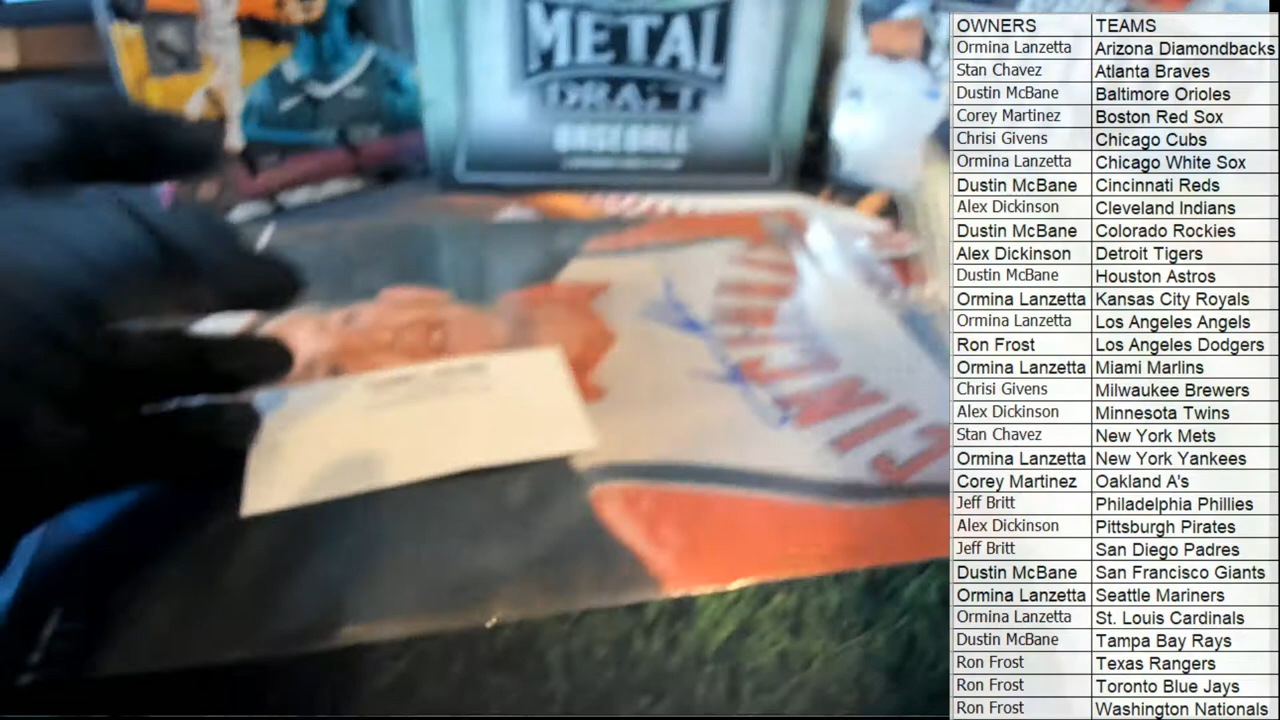 METAL
DRAFT
BASEBALL
CINCINN
OWNERS TEAMS
Ormina Lanzetta Arizona Diamondbacks
Stan Chavez Atlanta Braves
Dustin McBane Baltimore Orioles
Corey Martinez Boston Red Sox
Chrisi Givens Chicago Cubs
Ormina Lanzetta Chicago White Sox
Dustin McBane Cincinnati Reds
Alex Dickinson Cleveland Indians
Dustin McBane Colorado Rockies
Alex Dickinson Detroit Tigers
Dustin McBane Houston Astros
Ormina Lanzetta Kansas City Royals
Ormina Lanzetta Los Angeles Angels
Ron Frost Los Angeles Dodgers
Ormina Lanzetta Miami Marlins
Chrisi Givens Milwaukee Brewers
Alex Dickinson Minnesota Twins
Stan Chavez New York Mets
Ormina Lanzetta New York Yankees
Corey Martinez Oakland A's
Jeff Britt Philadelphia Phillies
Alex Dickinson Pittsburgh Pirates
Jeff Britt San Diego Padres
Dustin McBane San Francisco Giants
Ormina Lanzetta Seattle Mariners
Ormina Lanzetta St. Louis Cardinals
Dustin McBane Tampa Bay Rays
Ron Frost Texas Rangers
Ron Frost Toronto Blue Jays
Ron Frost Washington Nationals